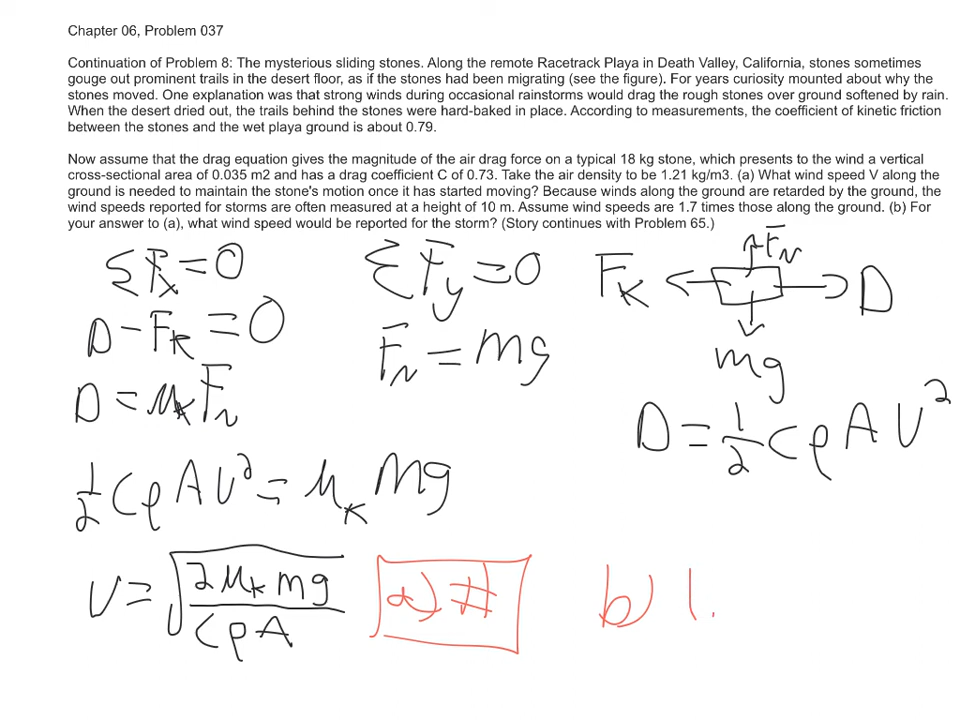 Chapter 06, Problem 037
Continuation of Problem 8: The mysterious sliding stones. Along the remote Racetrack Playa in Death Valley, California, stones sometimes
gouge out prominent trails in the desert floor, as if the stones had been migrating (see the figure). For years curiosity mounted about why the
stones moved. One explanation was that strong winds during occasional rainstorms would drag the rough stones over ground softened by rain.
When the desert dried out, the trails behind the stones were hard-baked in place. According to measurements, the coefficient of kinetic friction
between the stones and the wet playa ground is about 0.79.
Now assume that the drag equation gives the magnitude of the air drag force on a typical 18 kg stone, which presents to the wind a vertical
cross-sectional area of 0.035 m2 and has a drag coefficient C of 0.73. Take the air density to be 1.21 kg/m3. (a) What wind speed V along the
ground is needed to maintain the stone's motion once it has started moving? Because winds along the ground are retarded by the ground, the
wind speeds reported for storms are often measured at a height of 10 m. Assume wind speeds are 1.7 times those along the ground. (b) For
your answer to (a), what wind speed would be reported for the storm? (Story continues with Problem 65.)
ΣFx=0
D-FK=0
D=μKFN
½CρAV²=μKMg
V=√(2μKmg/CρA)
a) #
ΣFy=0
FN=mg
FN
FK
D
mg
D=½CρAV²
b) 1.